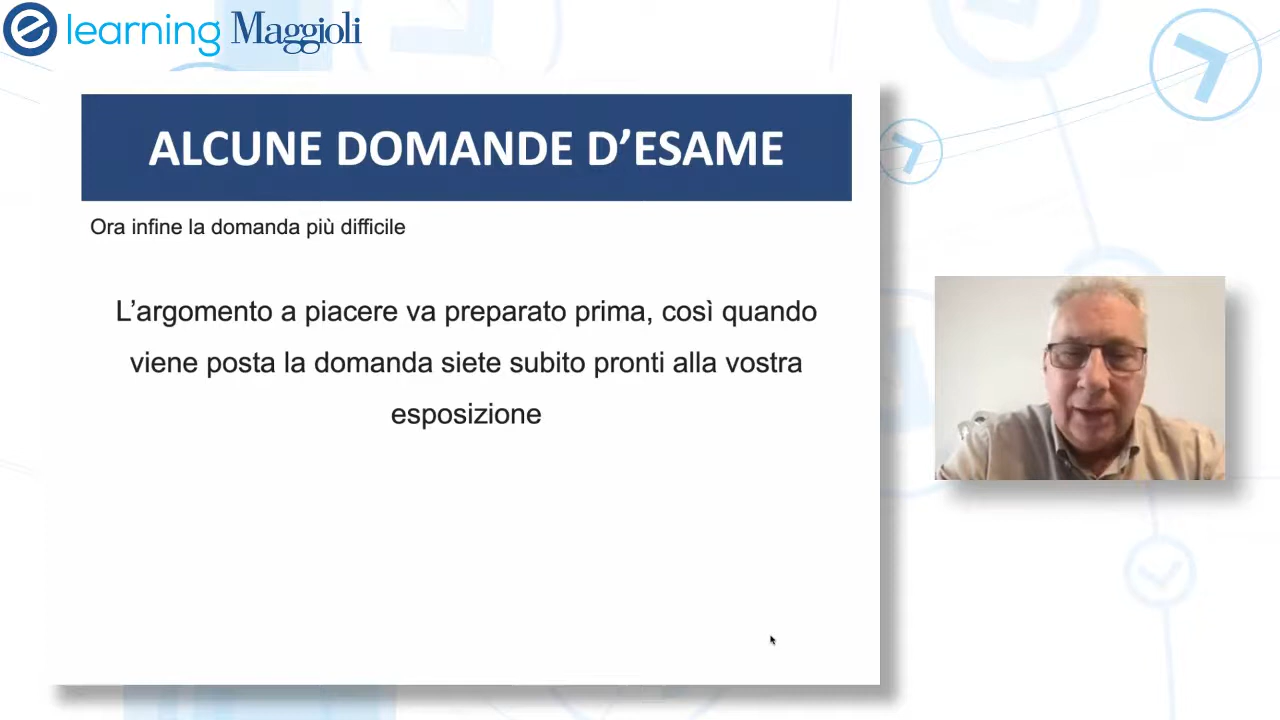 e learning Maggioli
ALCUNE DOMANDE D’ESAME
Ora infine la domanda più difficile
L’argomento a piacere va preparato prima, così quando
viene posta la domanda siete subito pronti alla vostra
esposizione